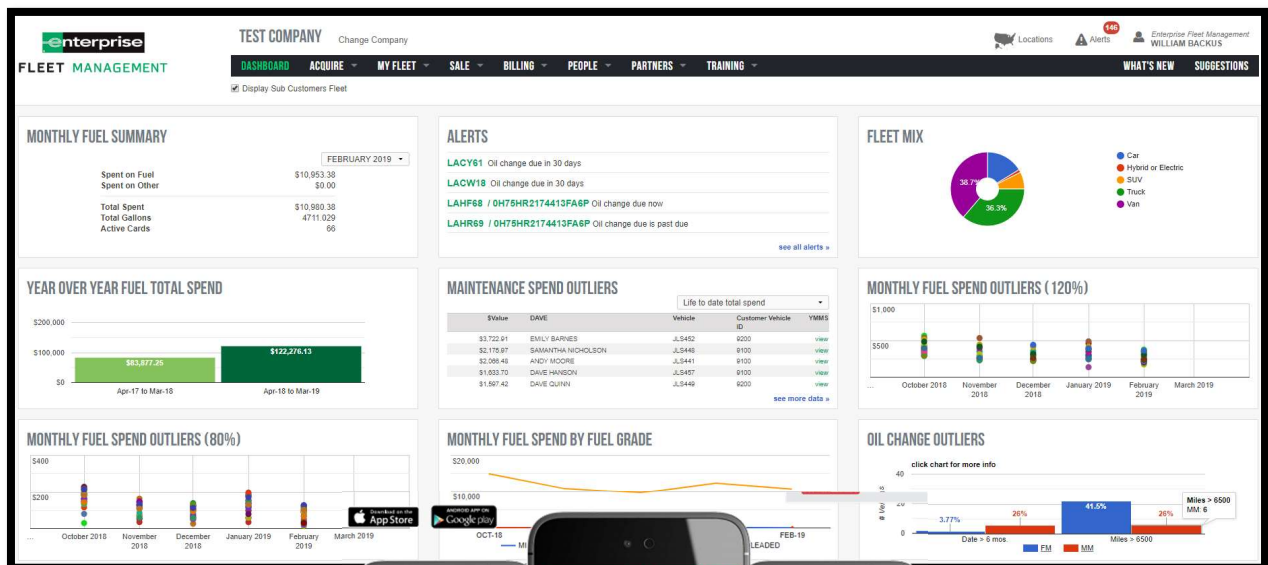 enterprise
FLEET MANAGEMENT
TEST COMPANY Change Company
Locations
146
Alerts
Enterprise Fleet Management
WILLIAM BACKUS
DASHBOARD ACQUIRE MY FLEET SALE BILLING PEOPLE PARTNERS TRAINING WHAT'S NEW SUGGESTIONS
Display Sub Customers Fleet
MONTHLY FUEL SUMMARY
FEBRUARY 2019
Spent on Fuel $10,953.38
Spent on Other $0.00
Total Spent $10,980.38
Total Gallons 4711.029
Active Cards 66
ALERTS
LACY61 Oil change due in 30 days
LACW18 Oil change due in 30 days
LAHF68 / 0H75HR2174413FA6P Oil change due now
LAHR69 / 0H75HR2174413FA6P Oil change due is past due
see all alerts »
FLEET MIX
38.7%
36.3%
Car
Hybrid or Electric
SUV
Truck
Van
YEAR OVER YEAR FUEL TOTAL SPEND
$200,000
$100,000
$0
$83,877.25
$122,276.13
Apr-17 to Mar-18
Apr-18 to Mar-19
MAINTENANCE SPEND OUTLIERS
Life to date total spend
$Value DAVE Vehicle Customer Vehicle ID YMMS
$3,722.91 EMILY BARNES JLS452 9200 view
$2,175.97 SAMANTHA NICHOLSON JLS448 9100 view
$2,066.48 ANDY MOORE JLS441 9100 view
$1,633.70 DAVE HANSON JLS457 9100 view
$1,597.42 DAVE QUINN JLS449 9200 view
see more data »
MONTHLY FUEL SPEND OUTLIERS (120%)
$1,000
$500
... October 2018 November 2018 December 2018 January 2019 February 2019 March 2019
MONTHLY FUEL SPEND OUTLIERS (80%)
$400
$200
... October 2018 November 2018 December 2018 January 2019 February 2019 March 2019
Download on the
App Store
ANDROID APP ON
Google play
MONTHLY FUEL SPEND BY FUEL GRADE
$20,000
$10,000
OCT-18
FEB-19
MI
LEADED
OIL CHANGE OUTLIERS
click chart for more info
40
20
0
3.77%
26%
41.5%
26%
Miles > 6500
MM: 6
Date > 6 mos.
Miles > 6500
FM MM